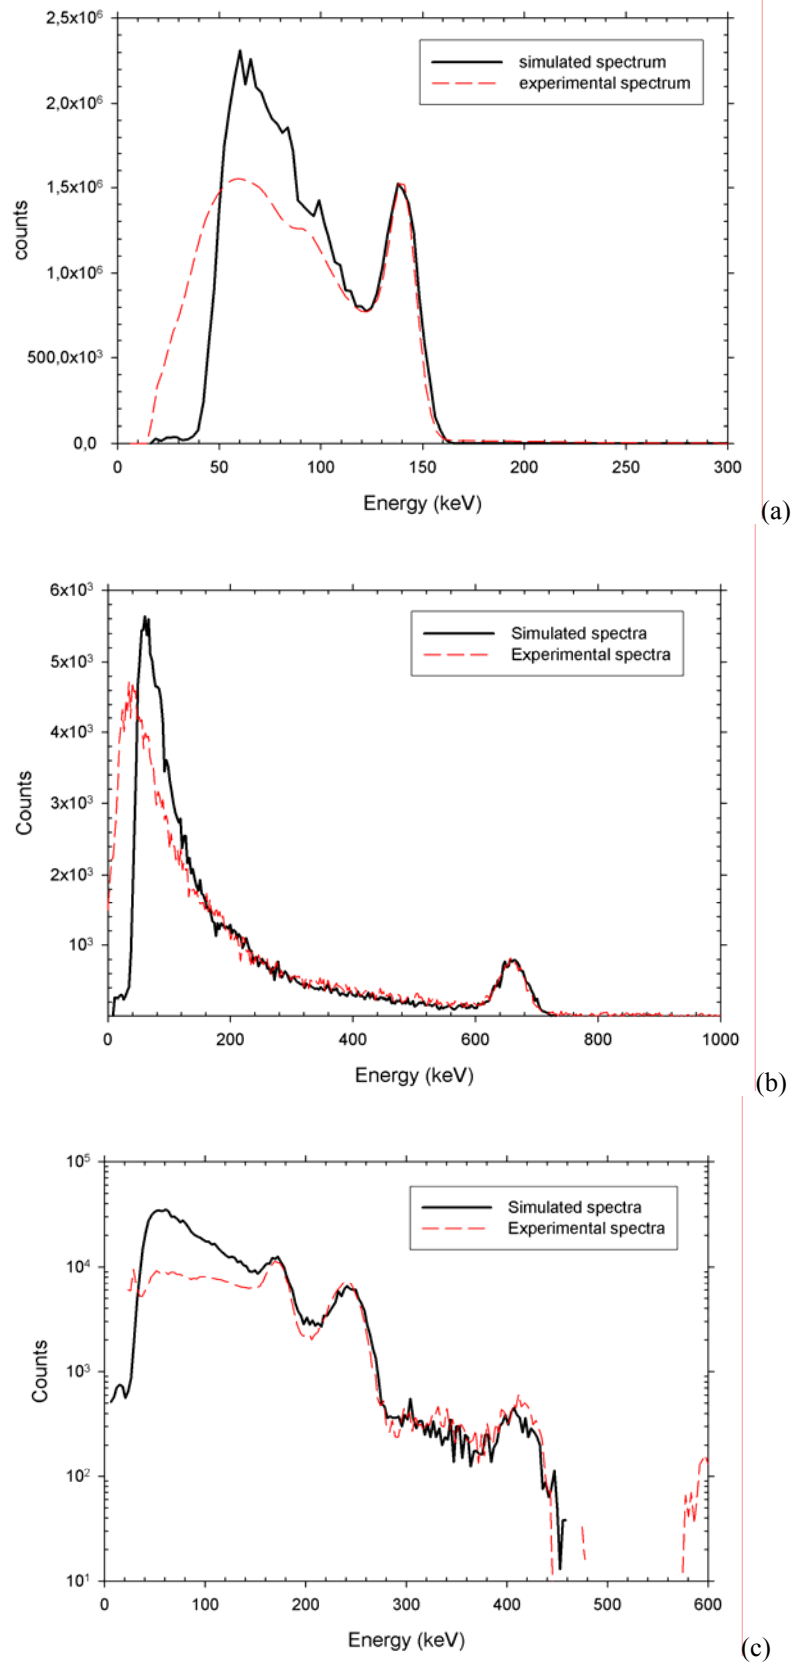 2,5x10⁶
2,0x10⁶
1,5x10⁶
1,0x10⁶
500,0x10³
0,0
counts
simulated spectrum
experimental spectrum
0 50 100 150 200 250 300
Energy (keV)
(a)
6x10³
5x10³
4x10³
3x10³
2x10³
10³
Counts
Simulated spectra
Experimental spectra
0 200 400 600 800 1000
Energy (keV)
(b)
10⁵
10⁴
10³
10²
10¹
Counts
Simulated spectra
Experimental spectra
0 100 200 300 400 500 600
Energy (keV)
(c)